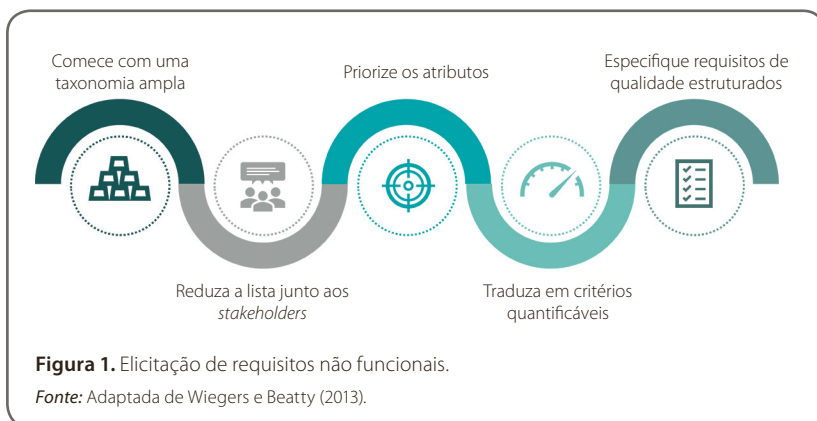 Comece com uma
taxonomia ampla
Reduza a lista junto aos
stakeholders
Priorize os atributos
Traduza em critérios
quantificáveis
Especifique requisitos de
qualidade estruturados
Figura 1. Elicitação de requisitos não funcionais.
Fonte: Adaptada de Wiegers e Beatty (2013).